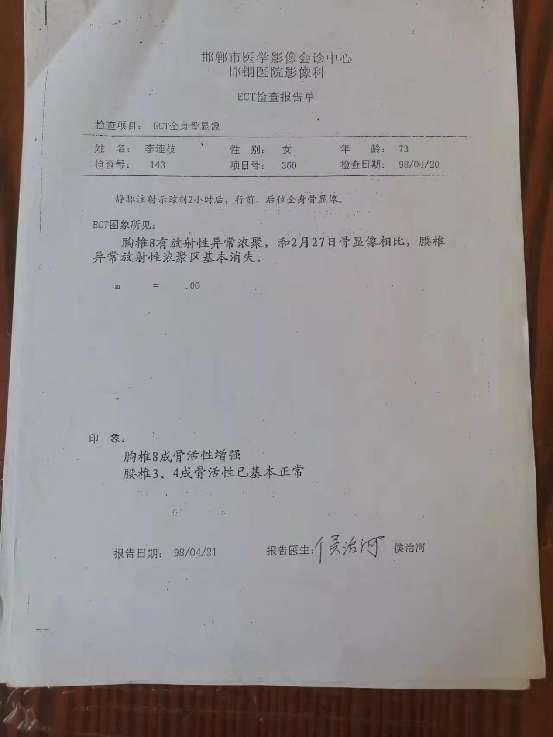 邯郸市医学影像会诊中心
邯钢医院影像科
ECT检查报告单
检查项目：ECT全身骨显像
姓 名：李连枝 性 别：女 年 龄：73
检查号：143 项目号：360 检查日期：98/04/20
静脉注射示踪剂2小时后，行前、后位全身骨显像。
ECT图象所见：
胸椎8有放射性异常浓聚，和2月27日骨显像相比，腰椎
异常放射性浓聚区基本消失。
m = .00
印 象：
胸椎8成骨活性增强
腰椎3、4成骨活性已基本正常
报告日期：98/04/21 报告医生：侯治河 侯治河